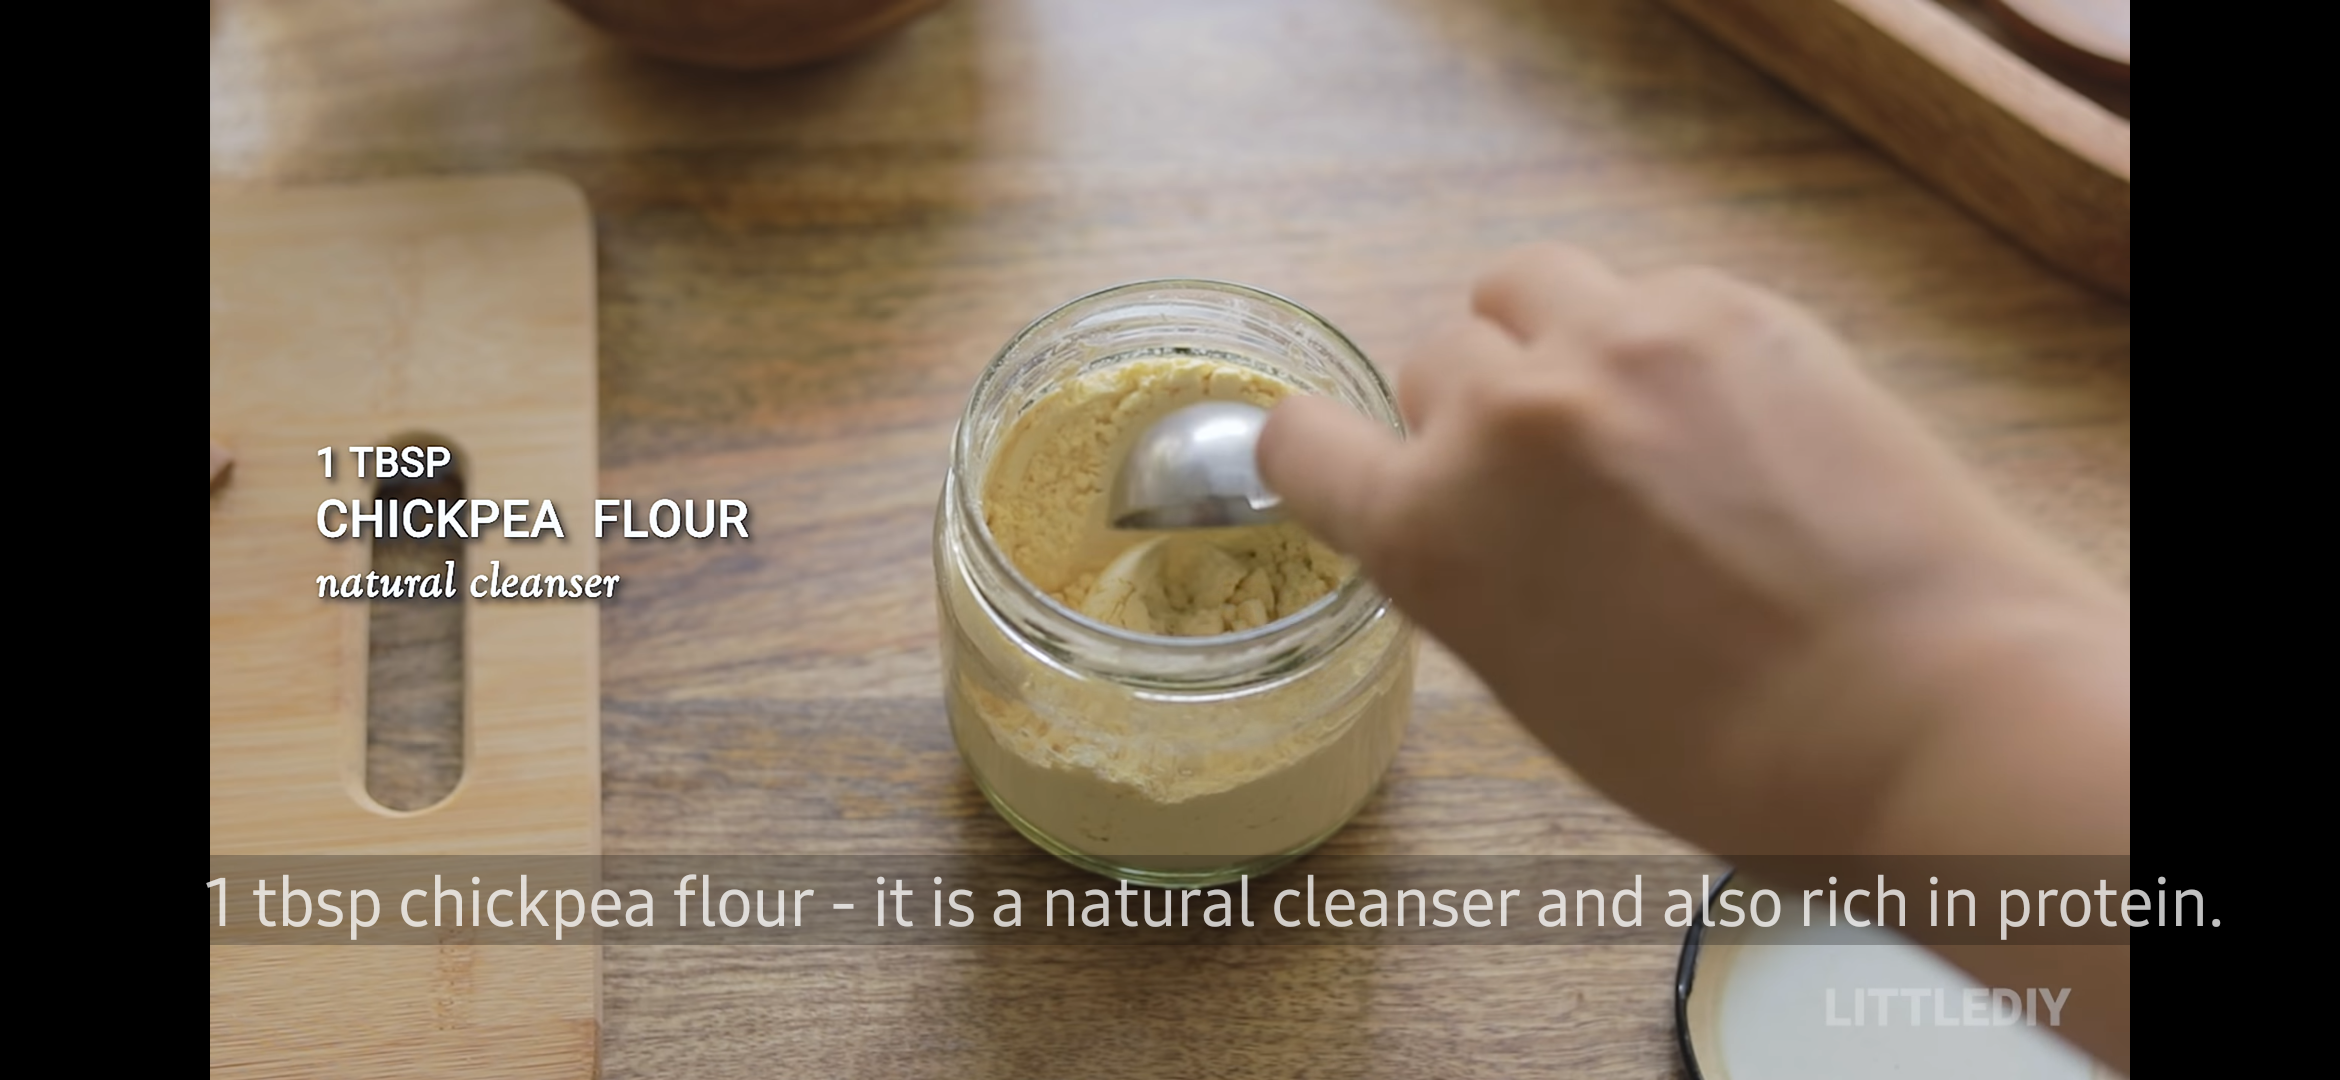 1 TBSP
CHICKPEA FLOUR
natural cleanser
1 tbsp chickpea flour - it is a natural cleanser and also rich in protein.
LITTLEDIY